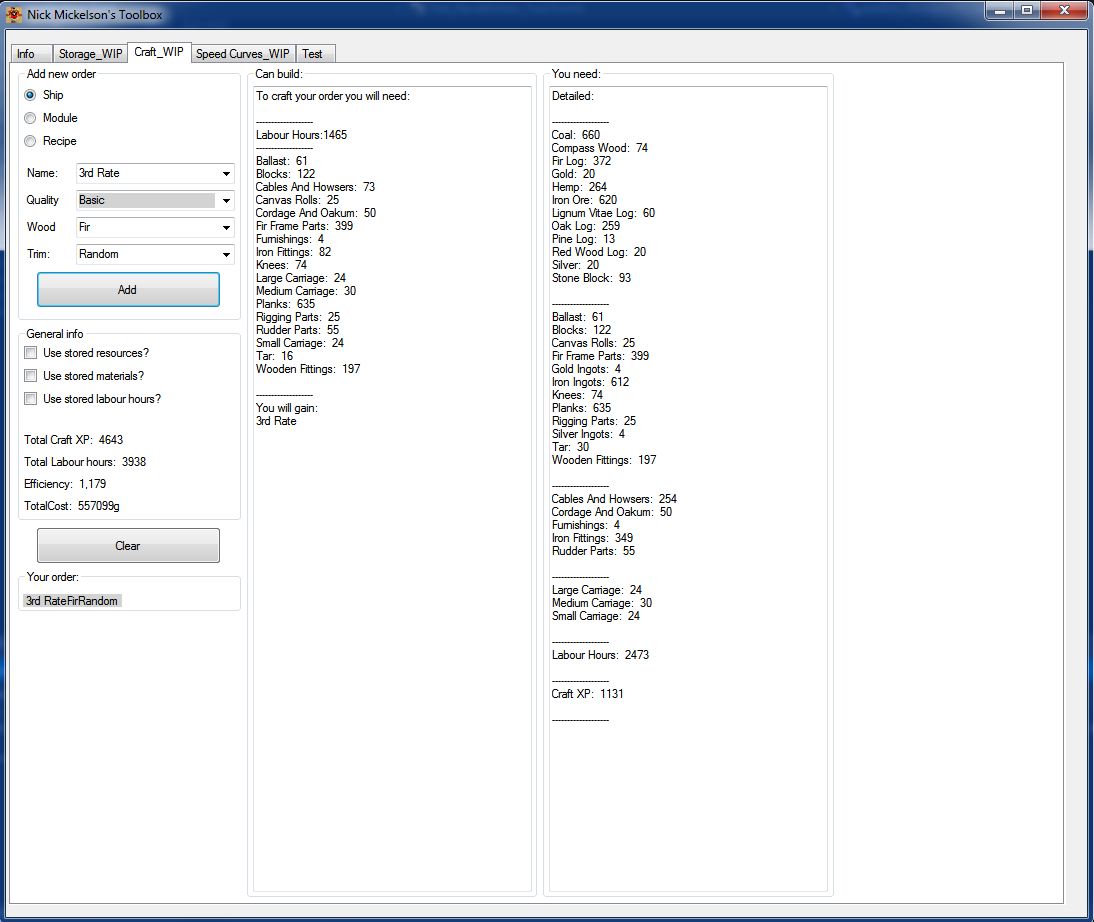 Nick Mickelson's Toolbox
Info Storage_WIP Craft_WIP Speed Curves_WIP Test
Add new order
Ship
Module
Recipe
Name: 3rd Rate
Quality Basic
Wood Fir
Trim: Random
Add
General info
Use stored resources?
Use stored materials?
Use stored labour hours?
Total Craft XP: 4643
Total Labour hours: 3938
Efficiency: 1,179
TotalCost: 557099g
Clear
Your order:
3rd RateFirRandom
Can build:
To craft your order you will need:
-------------------
Labour Hours:1465
-------------------
Ballast: 61
Blocks: 122
Cables And Howsers: 73
Canvas Rolls: 25
Cordage And Oakum: 50
Fir Frame Parts: 399
Furnishings: 4
Iron Fittings: 82
Knees: 74
Large Carriage: 24
Medium Carriage: 30
Planks: 635
Rigging Parts: 25
Rudder Parts: 55
Small Carriage: 24
Tar: 16
Wooden Fittings: 197
-------------------
You will gain:
3rd Rate
You need:
Detailed:
-------------------
Coal: 660
Compass Wood: 74
Fir Log: 372
Gold: 20
Hemp: 264
Iron Ore: 620
Lignum Vitae Log: 60
Oak Log: 259
Pine Log: 13
Red Wood Log: 20
Silver: 20
Stone Block: 93
-------------------
Ballast: 61
Blocks: 122
Canvas Rolls: 25
Fir Frame Parts: 399
Gold Ingots: 4
Iron Ingots: 612
Knees: 74
Planks: 635
Rigging Parts: 25
Silver Ingots: 4
Tar: 30
Wooden Fittings: 197
-------------------
Cables And Howsers: 254
Cordage And Oakum: 50
Furnishings: 4
Iron Fittings: 349
Rudder Parts: 55
-------------------
Large Carriage: 24
Medium Carriage: 30
Small Carriage: 24
-------------------
Labour Hours: 2473
-------------------
Craft XP: 1131
-------------------